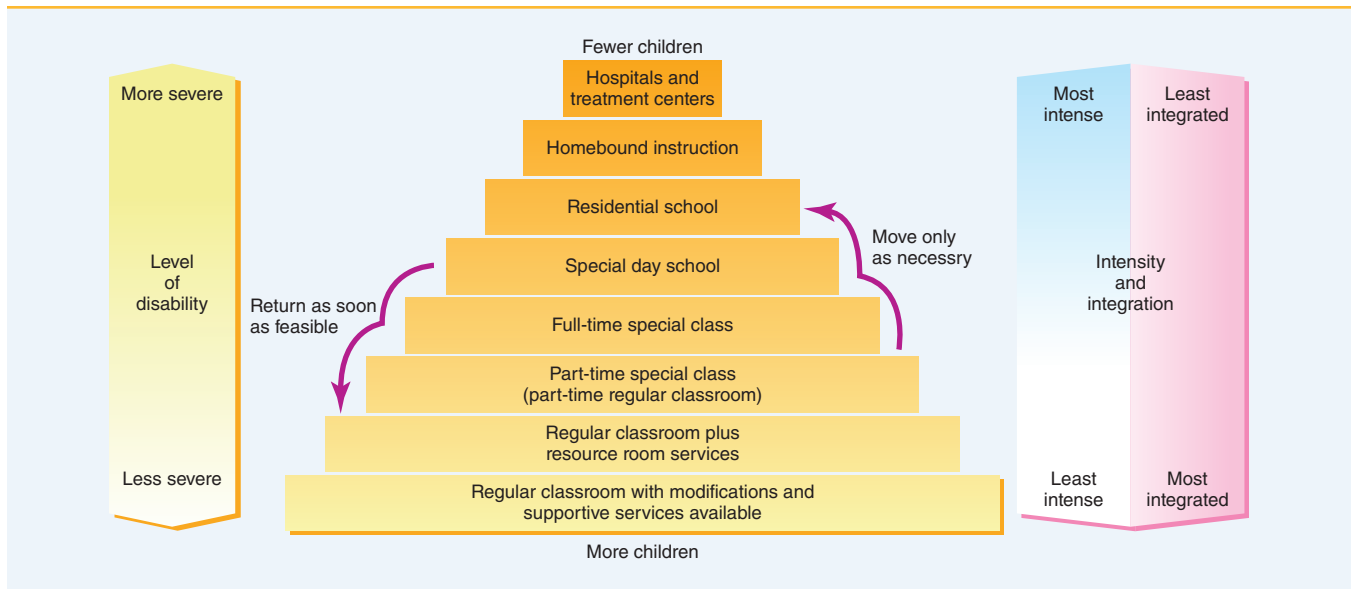 Fewer children
Hospitals and
treatment centers
Homebound instruction
Residential school
Special day school
Full-time special class
Part-time special class
(part-time regular classroom)
Regular classroom plus
resource room services
Regular classroom with modifications and
supportive services available
More children
More severe
Level
of
disability
Less severe
Return as soon
as feasible
Move only
as necessry
Most
intense
Least
integrated
Intensity
and
integration
Least
intense
Most
integrated